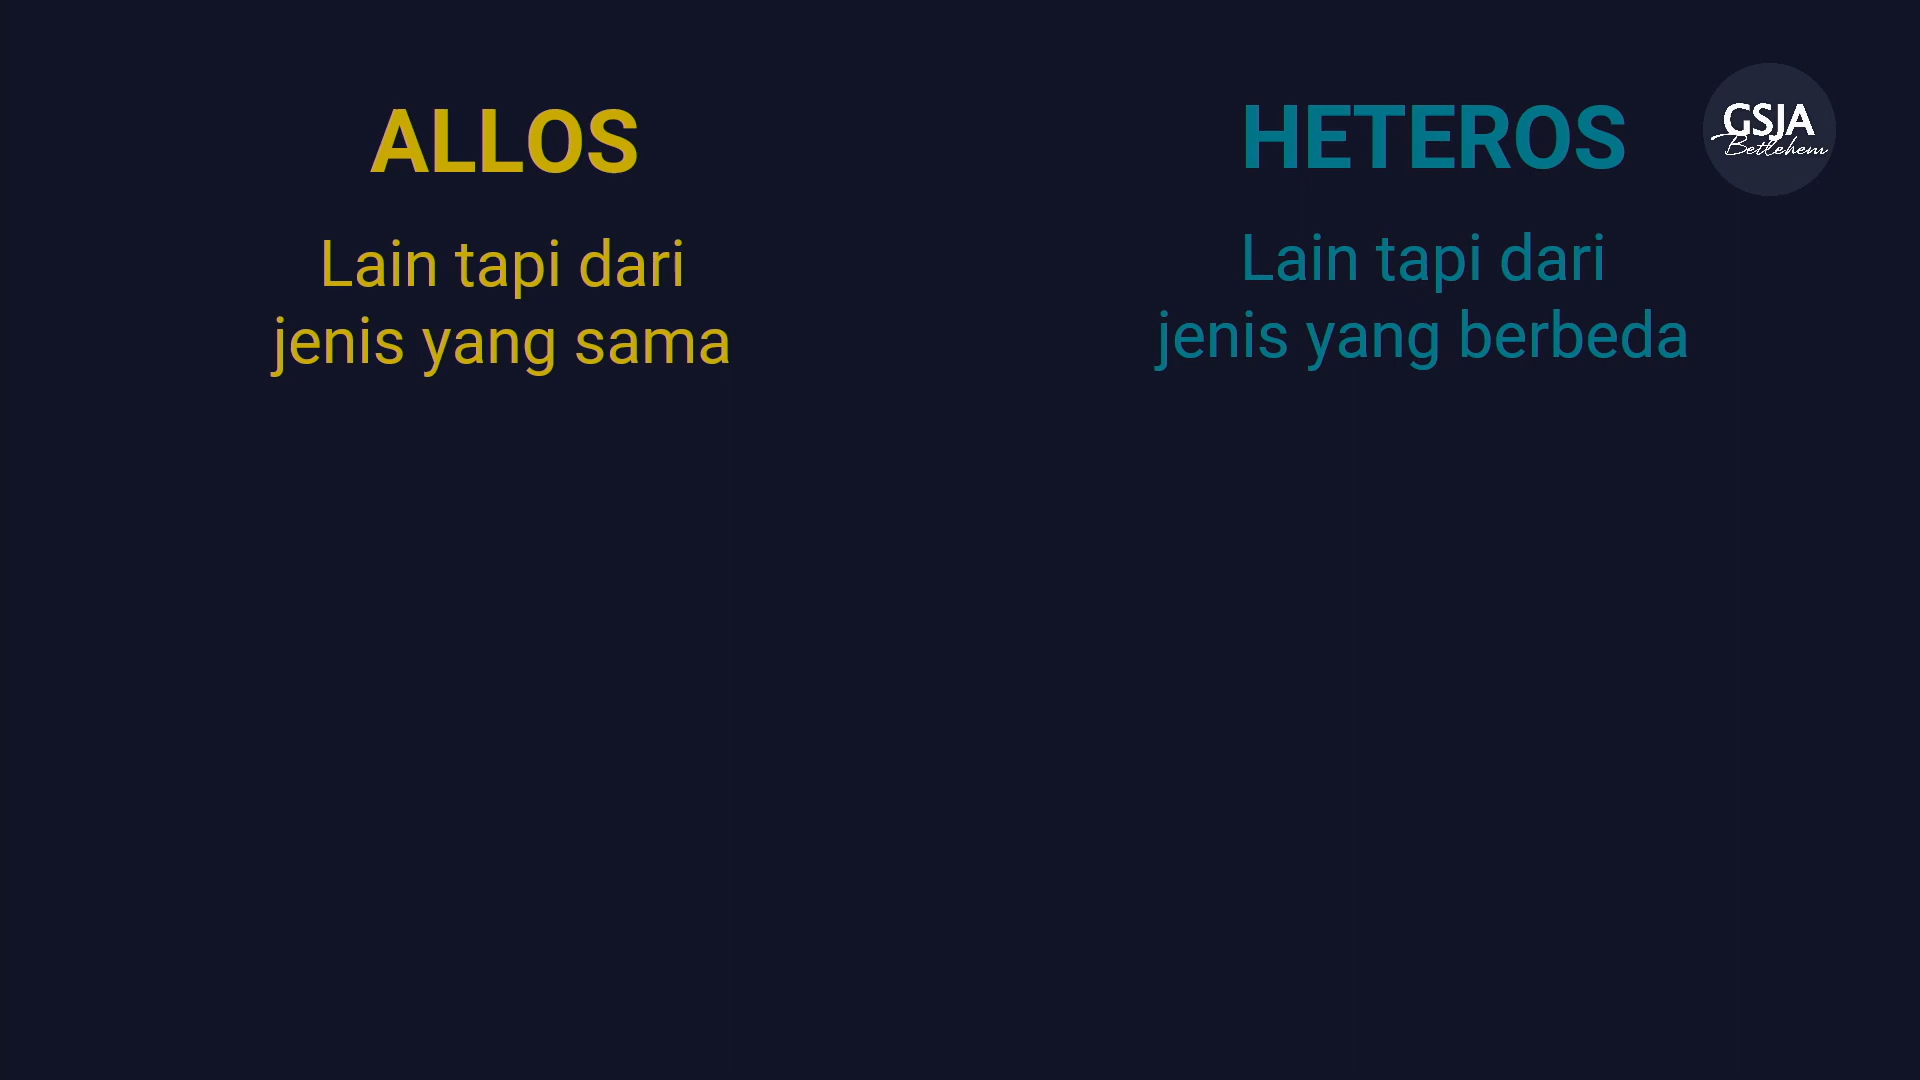 ALLOS
Lain tapi dari
jenis yang sama
HETEROS
Lain tapi dari
jenis yang berbeda
GSJA
Betlehem